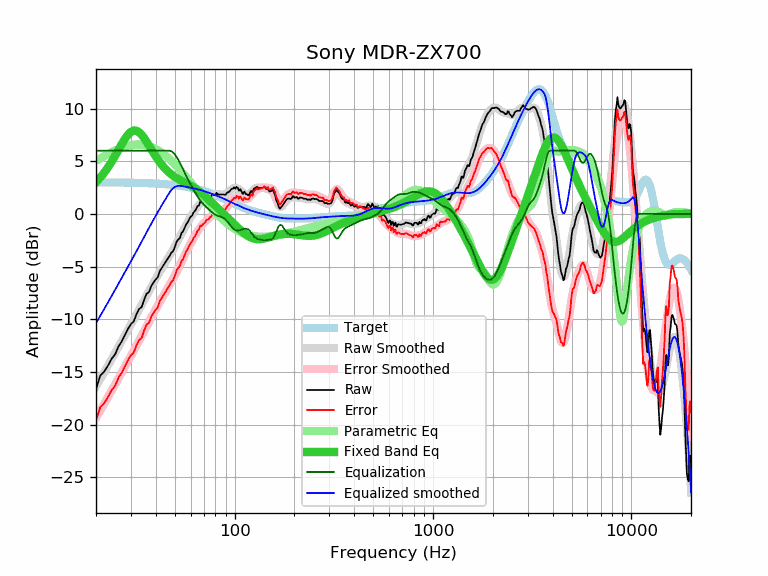 Sony MDR-ZX700
Amplitude (dBr)
10
5
0
−5
−10
−15
−20
−25
Target
Raw Smoothed
Error Smoothed
Raw
Error
Parametric Eq
Fixed Band Eq
Equalization
Equalized smoothed
100 1000 10000
Frequency (Hz)